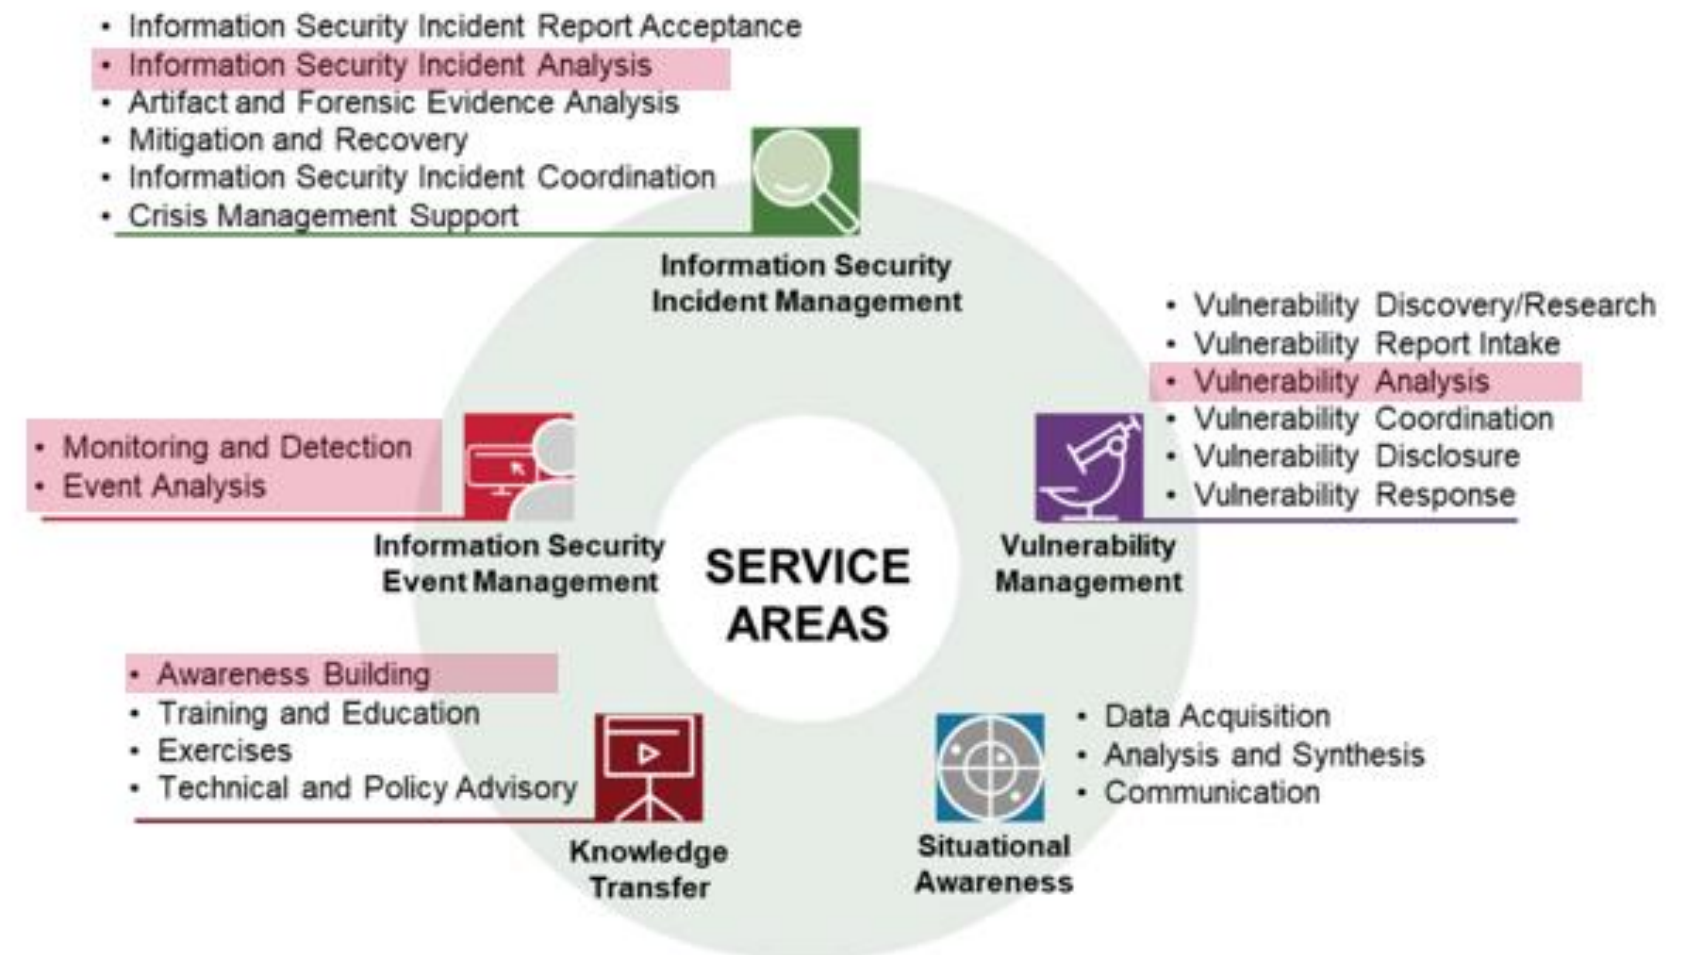 • Information Security Incident Report Acceptance
• Information Security Incident Analysis
• Artifact and Forensic Evidence Analysis
• Mitigation and Recovery
• Information Security Incident Coordination
• Crisis Management Support
Information Security
Incident Management
• Vulnerability Discovery/Research
• Vulnerability Report Intake
• Vulnerability Analysis
• Vulnerability Coordination
• Vulnerability Disclosure
• Vulnerability Response
Vulnerability
Management
• Monitoring and Detection
• Event Analysis
Information Security
Event Management
SERVICE
AREAS
• Awareness Building
• Training and Education
• Exercises
• Technical and Policy Advisory
Knowledge
Transfer
• Data Acquisition
• Analysis and Synthesis
• Communication
Situational
Awareness